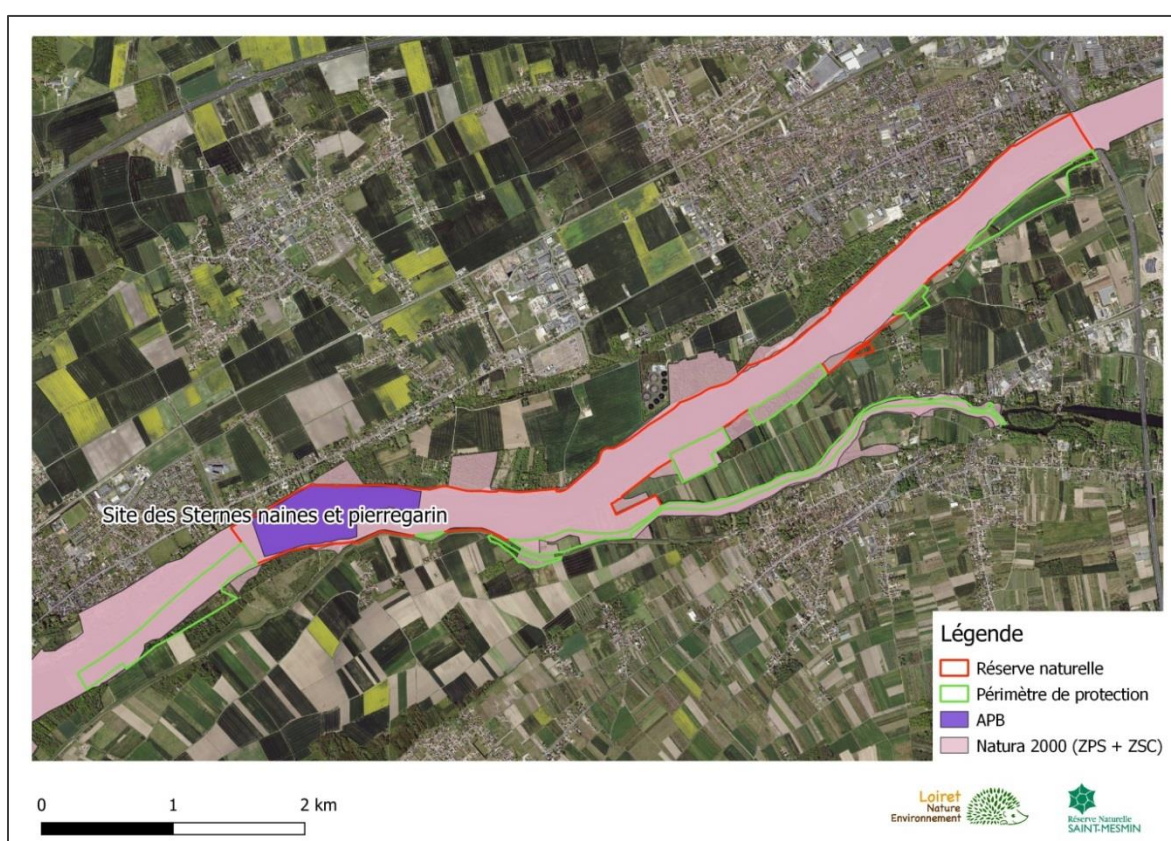 Site des Sternes naines et pierregarin
Légende
Réserve naturelle
Périmètre de protection
APB
Natura 2000 (ZPS + ZSC)
0 1 2 km
Loiret
Nature
Environnement
Réserve Naturelle
SAINT-MESMIN